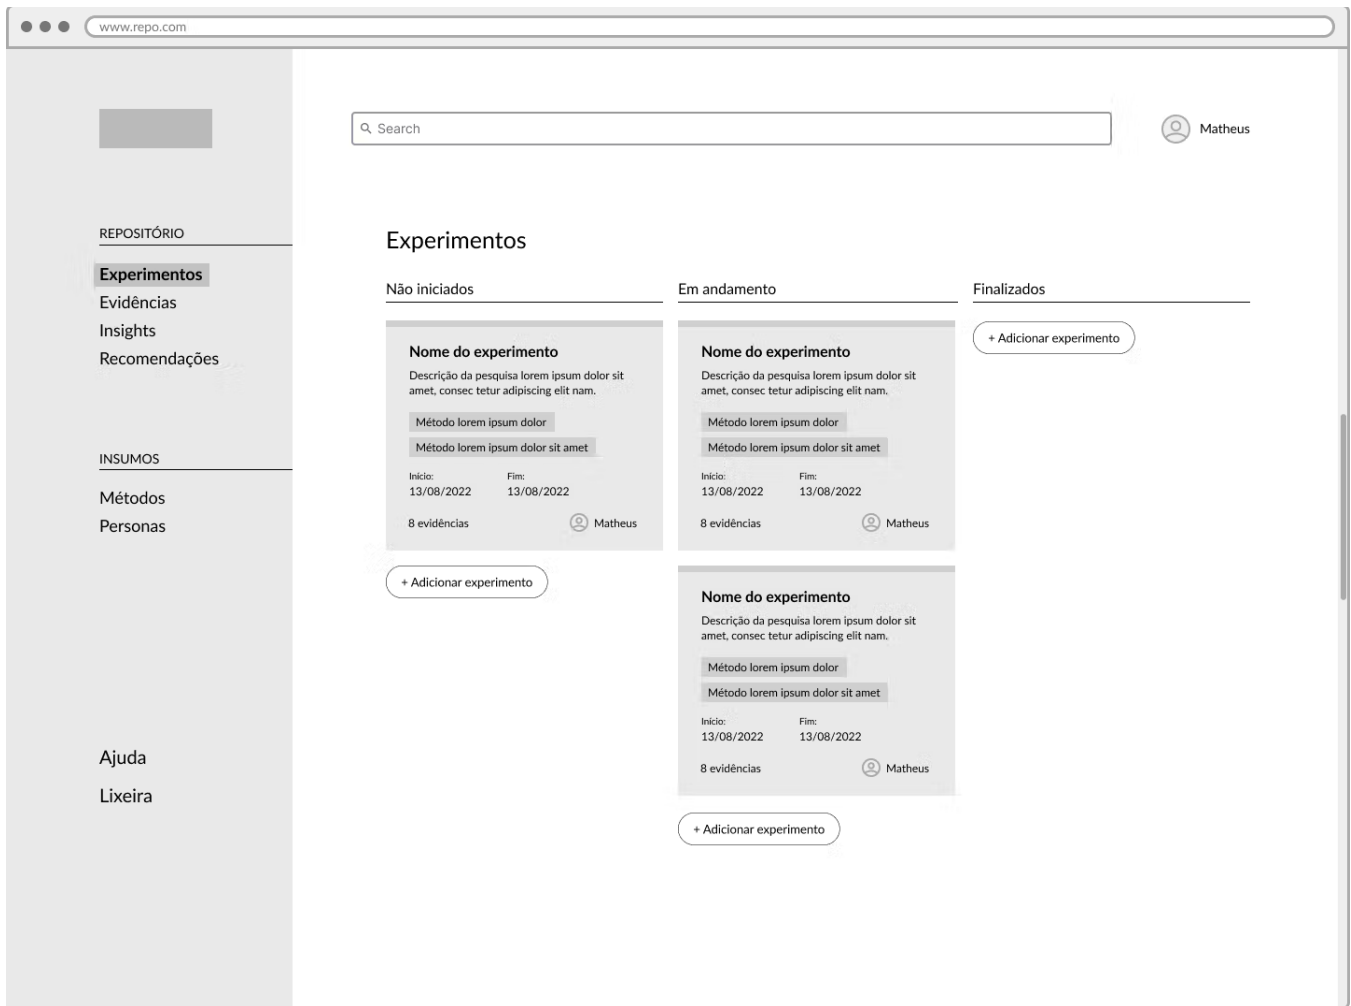 www.repo.com
Search
Matheus
REPOSITÓRIO
Experimentos
Evidências
Insights
Recomendações
INSUMOS
Métodos
Personas
Ajuda
Lixeira
Experimentos
Não iniciados
Nome do experimento
Descrição da pesquisa lorem ipsum dolor sit
amet, consec tetur adipiscing elit nam.
Método lorem ipsum dolor
Método lorem ipsum dolor sit amet
Início: Fim:
13/08/2022 13/08/2022
8 evidências Matheus
+ Adicionar experimento
Em andamento
Nome do experimento
Descrição da pesquisa lorem ipsum dolor sit
amet, consec tetur adipiscing elit nam.
Método lorem ipsum dolor
Método lorem ipsum dolor sit amet
Início: Fim:
13/08/2022 13/08/2022
8 evidências Matheus
Nome do experimento
Descrição da pesquisa lorem ipsum dolor sit
amet, consec tetur adipiscing elit nam.
Método lorem ipsum dolor
Método lorem ipsum dolor sit amet
Início: Fim:
13/08/2022 13/08/2022
8 evidências Matheus
+ Adicionar experimento
Finalizados
+ Adicionar experimento